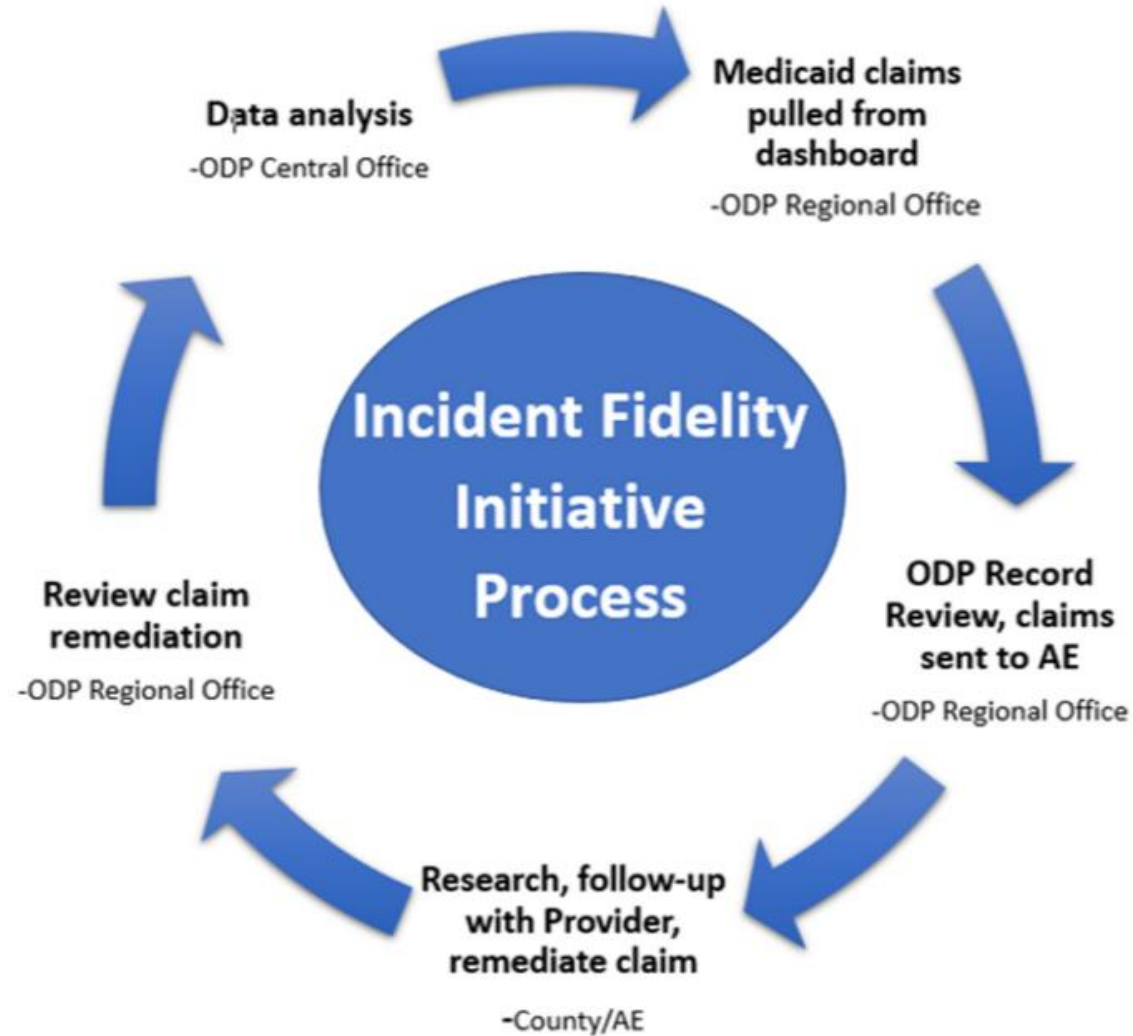 Data analysis
-ODP Central Office
Medicaid claims
pulled from
dashboard
-ODP Regional Office
Incident Fidelity
Initiative
Process
ODP Record
Review, claims
sent to AE
-ODP Regional Office
Research, follow-up
with Provider,
remediate claim
-County/AE
Review claim
remediation
-ODP Regional Office